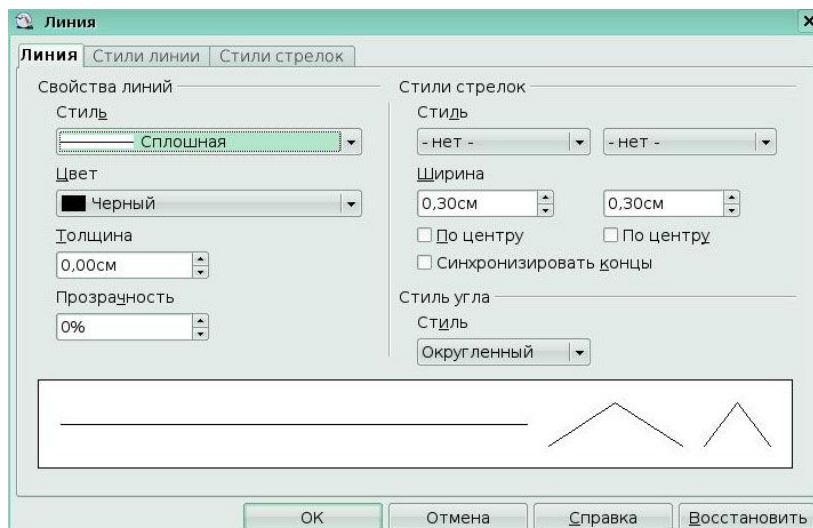 Линия
Линия Стили линии Стили стрелок
Свойства линий
Стиль
Сплошная
Цвет
Черный
Толщина
0,00см
Прозрачность
0%
Стили стрелок
Стиль
- нет - - нет -
Ширина
0,30см 0,30см
По центру По центру
Синхронизировать концы
Стиль угла
Стиль
Округленный
OK Отмена Справка Восстановить